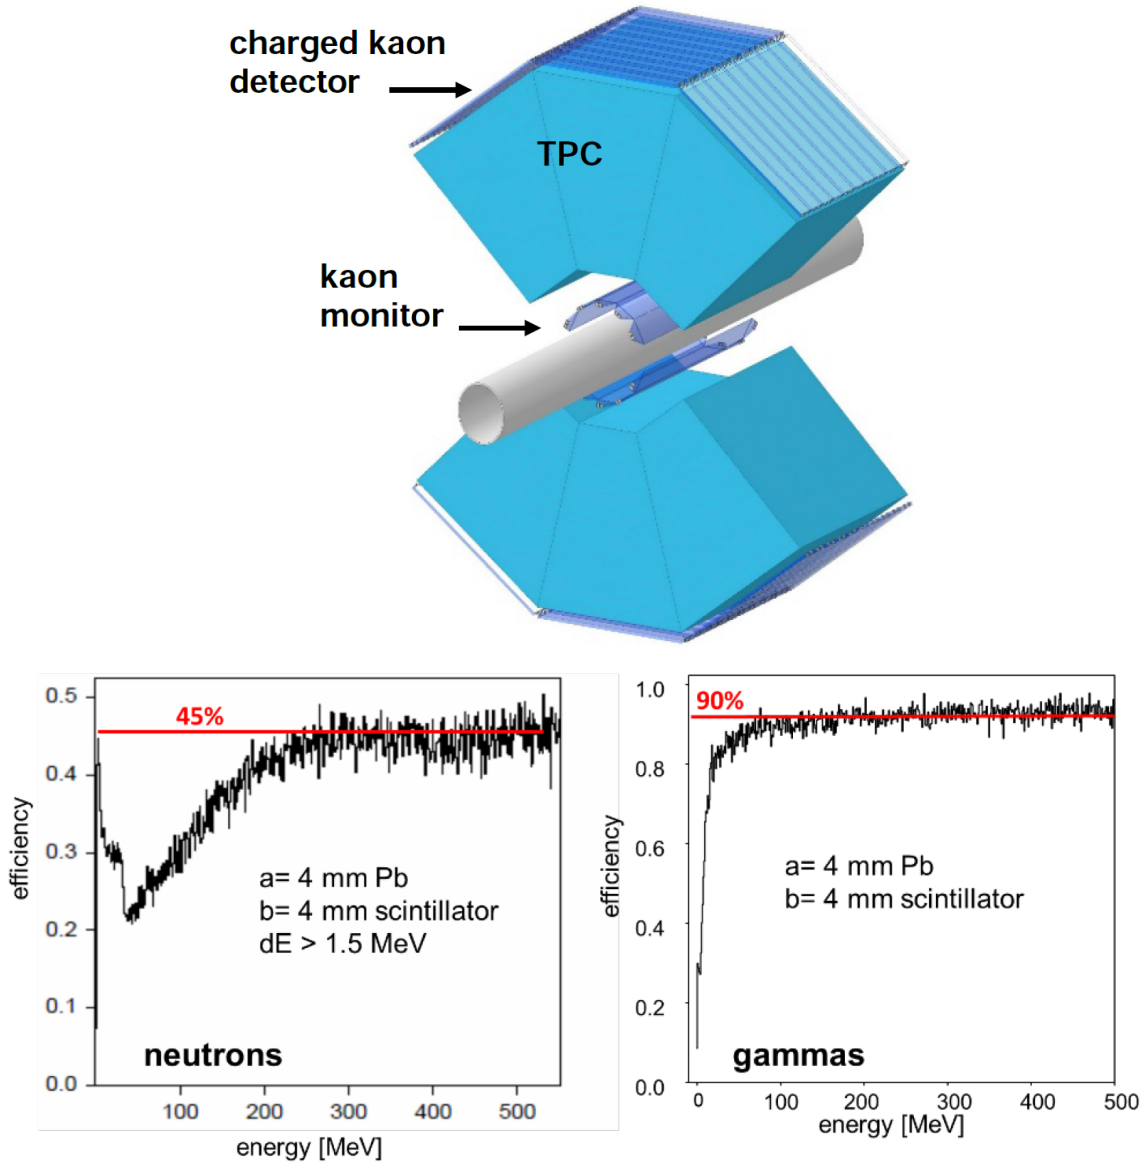 charged kaon
detector
TPC
kaon
monitor
0.5
0.4
0.3
0.2
0.1
0.0
efficiency
45%
a= 4 mm Pb
b= 4 mm scintillator
dE > 1.5 MeV
neutrons
100 200 300 400 500
energy [MeV]
1.0
0.8
0.6
0.4
0.2
0.0
efficiency
90%
a= 4 mm Pb
b= 4 mm scintillator
gammas
0 100 200 300 400 500
energy [MeV]